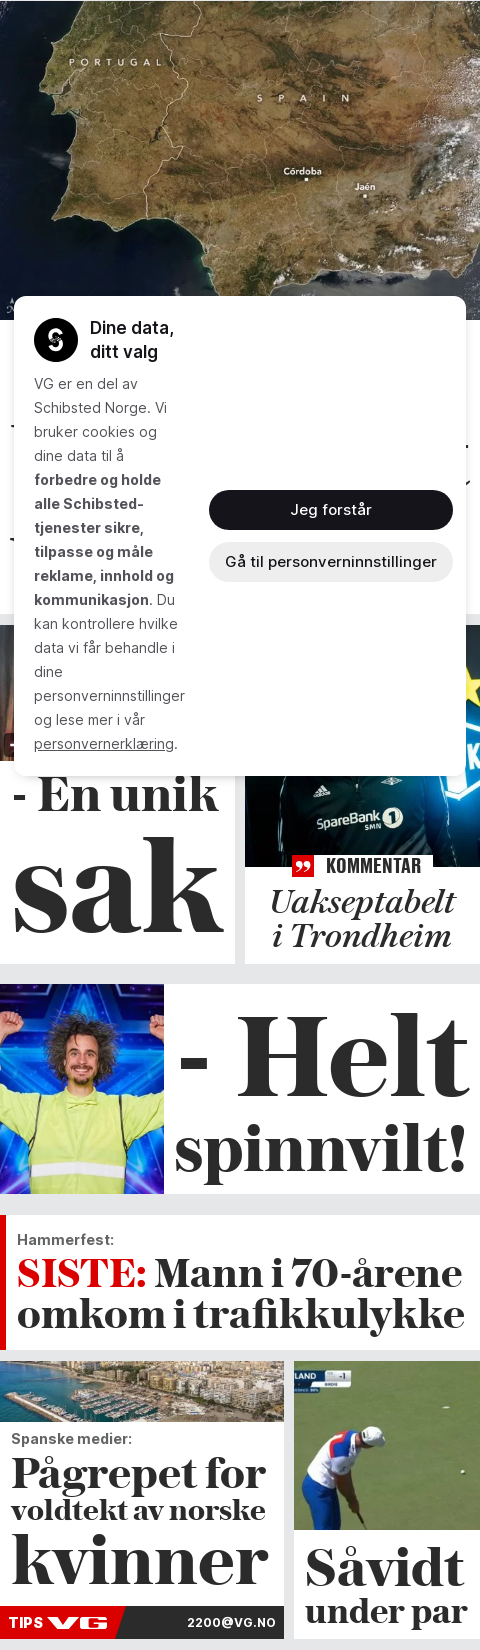 PORTUGAL
SPAIN
Córdoba
Jaén
Dine data,
ditt valg
VG er en del av
Schibsted Norge. Vi
bruker cookies og
dine data til å
forbedre og holde
alle Schibsted-
tjenester sikre,
tilpasse og måle
reklame, innhold og
kommunikasjon. Du
kan kontrollere hvilke
data vi får behandle i
dine
personverninnstillinger
og lese mer i vår
personvernerklæring.
Jeg forstår
Gå til personverninnstillinger
- En unik
sak
SpareBank 1
SMN
KOMMENTAR
Uakseptabelt
i Trondheim
- Helt
spinnvilt!
Hammerfest:
SISTE: Mann i 70-årene
omkom i trafikkulykke
Spanske medier:
Pågrepet for
voldtekt av norske
kvinner
TIPS VG
2200@VG.NO
LAND -1
Såvidt
under par